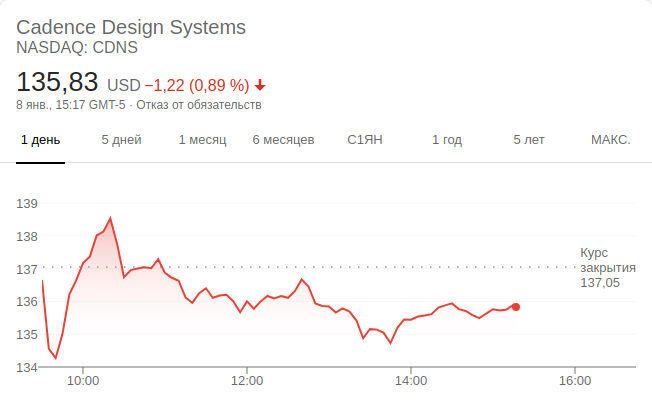 Cadence Design Systems
NASDAQ: CDNS
135,83 USD −1,22 (0,89 %)
8 янв., 15:17 GMT-5 · Отказ от обязательств
1 день 5 дней 1 месяц 6 месяцев С1ЯН 1 год 5 лет МАКС.
139
138
137
136
135
134
Курс
закрытия
137,05
10:00 12:00 14:00 16:00